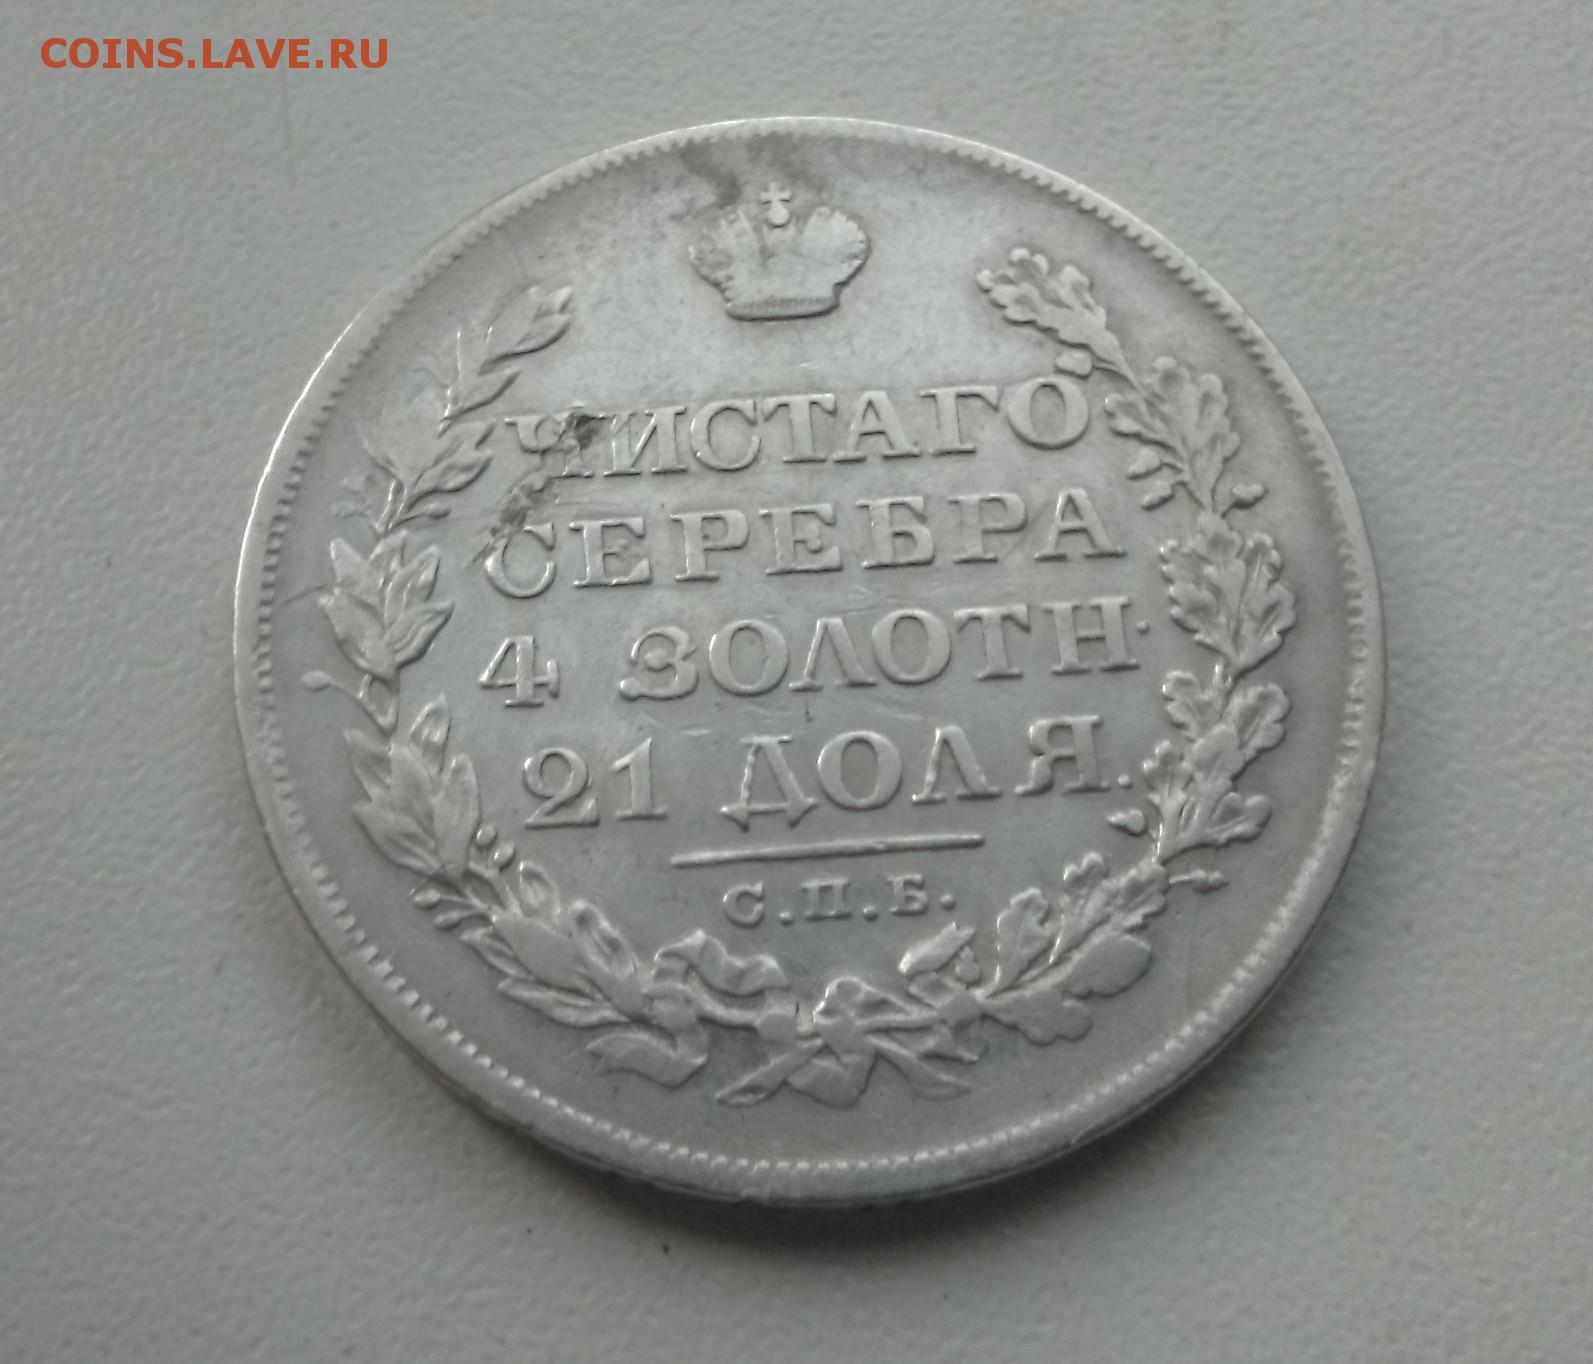 COINS.LAVE.RU
ЧИСТАГО
СЕРЕБРА
4 ЗОЛОТН.
21 ДОЛЯ.
С.П.Б.